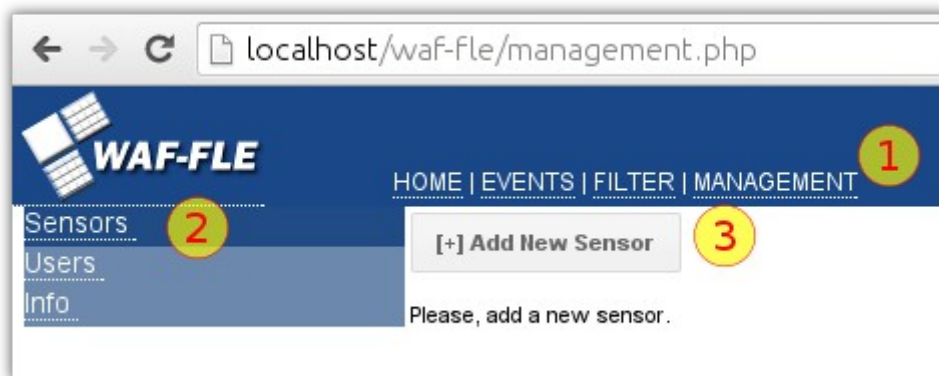 localhost/waf-fle/management.php
WAF-FLE
HOME | EVENTS | FILTER | MANAGEMENT
1
Sensors
2
[+] Add New Sensor
3
Users
Info
Please, add a new sensor.